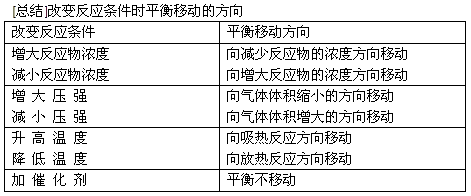 [总结]改变反应条件时平衡移动的方向
改变反应条件 平衡移动方向
增大反应物浓度 向减少反应物的浓度方向移动
减小反应物浓度 向增大反应物的浓度方向移动
增 大 压 强 向气体体积缩小的方向移动
减 小 压 强 向气体体积增大的方向移动
升 高 温 度 向吸热反应方向移动
降 低 温 度 向放热反应方向移动
加 催 化 剂 平衡不移动